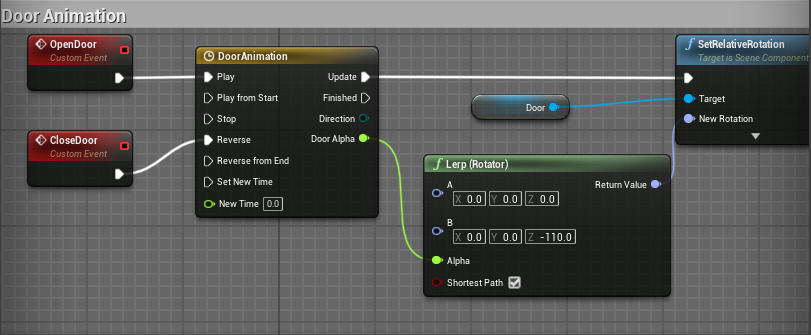 Door Animation
OpenDoor
Custom Event
CloseDoor
Custom Event
DoorAnimation
Play
Update
Play from Start
Finished
Stop
Direction
Reverse
Door Alpha
Reverse from End
Set New Time
New Time 0.0
Door
Lerp (Rotator)
A
Return Value
X 0.0 Y 0.0 Z 0.0
B
X 0.0 Y 0.0 Z -110.0
Alpha
Shortest Path
SetRelativeRotation
Target is Scene Component
Target
New Rotation